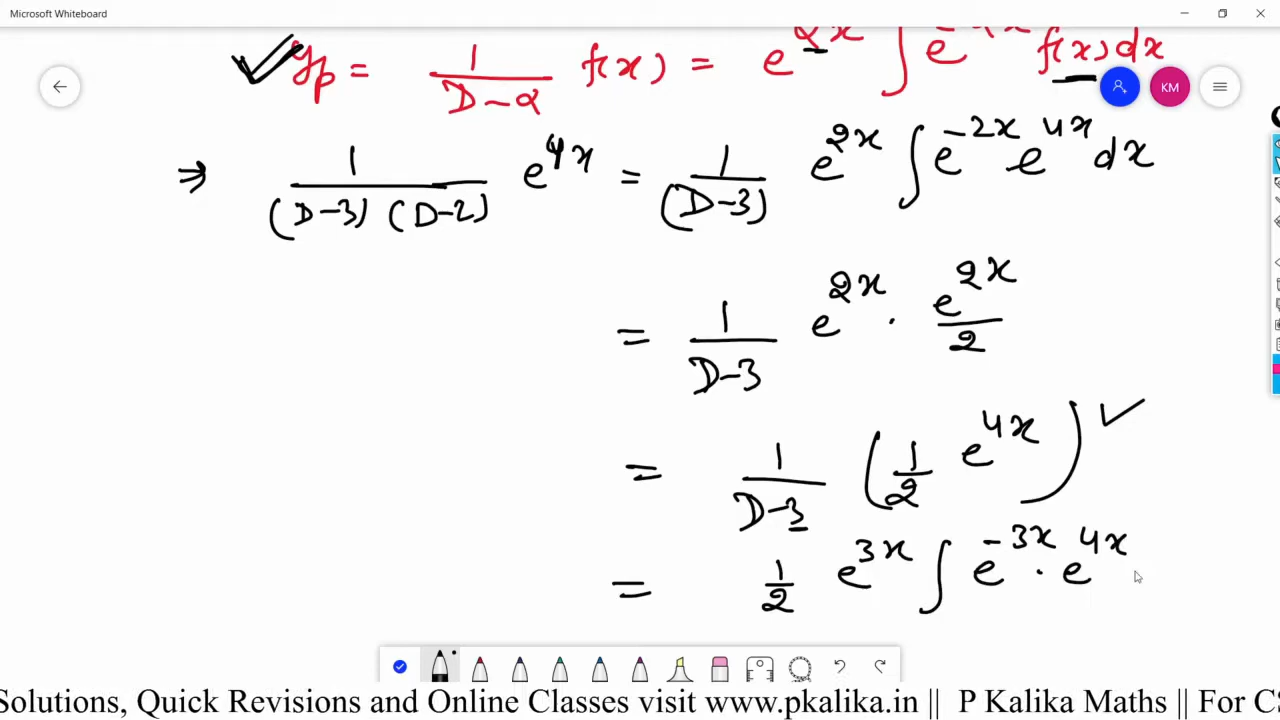 Microsoft Whiteboard
yp = 1/(D-α) f(x) = e^{αx} ∫ e^{-αx} f(x) dx
KM
⇒ 1/((D-3)(D-2)) e^{4x} = 1/(D-3) e^{2x} ∫ e^{-2x} e^{4x} dx
= 1/(D-3) e^{2x} · e^{2x}/2
= 1/(D-3) (1/2 e^{4x}) ✓
= 1/2 e^{3x} ∫ e^{-3x} · e^{4x}
Solutions, Quick Revisions and Online Classes visit www.pkalika.in || P Kalika Maths || For CS